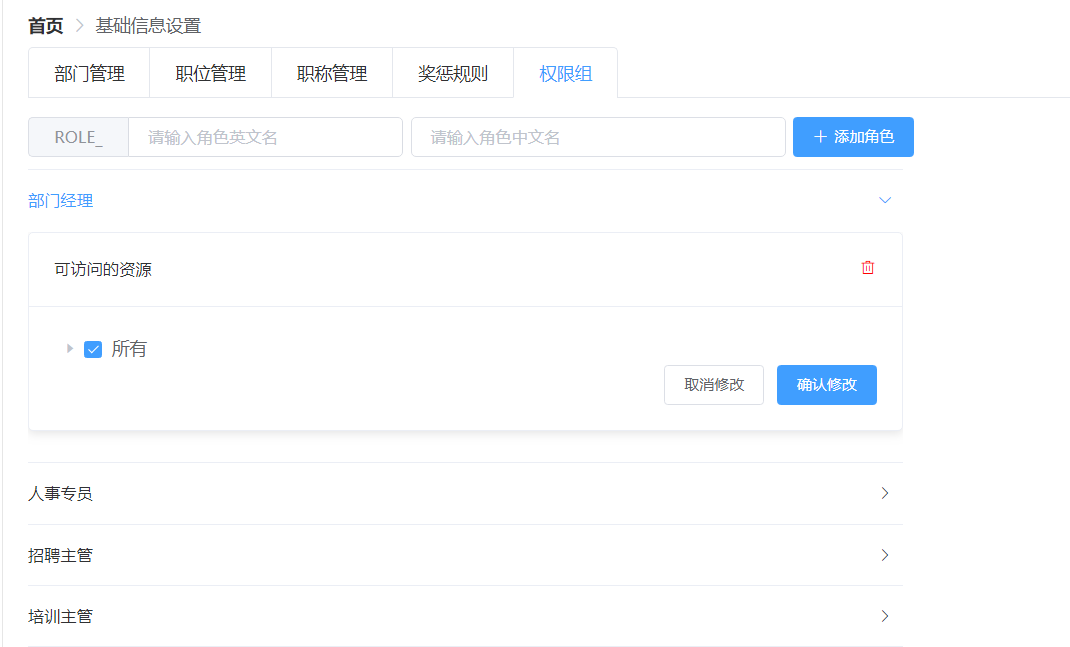 首页 > 基础信息设置
部门管理 职位管理 职称管理 奖惩规则 权限组
ROLE_ 请输入角色英文名 请输入角色中文名 + 添加角色
部门经理
可访问的资源
所有
取消修改 确认修改
人事专员
招聘主管
培训主管